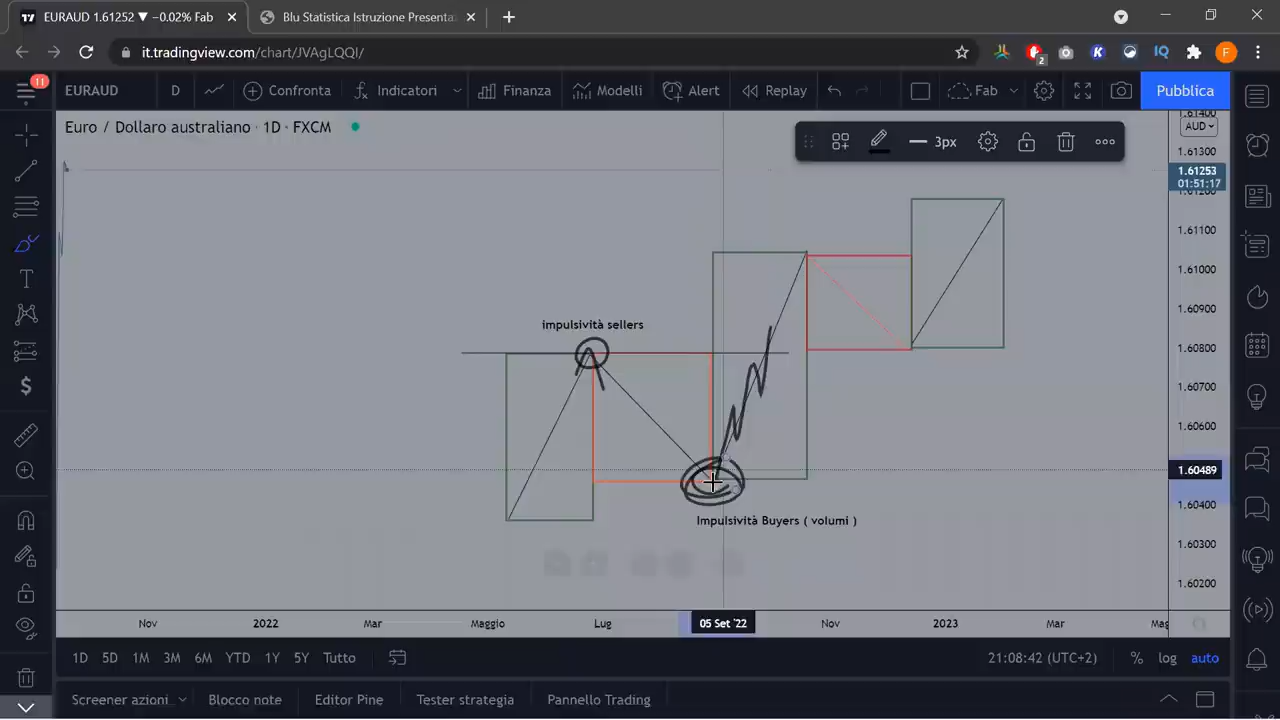 EURAUD 1.61252 ▼ −0.02% Fab
Blu Statistica Istruzione Presenta
it.tradingview.com/chart/JVAgLQQI/
2
IQ
F
11
EURAUD D Confronta Indicatori Finanza Modelli Alert Replay Fab Pubblica
Euro / Dollaro australiano · 1D · FXCM
3px
AUD
1.61300
1.61253
01:51:17
1.61100
1.61000
1.60900
1.60800
1.60700
1.60600
1.60489
1.60400
1.60300
1.60200
impulsività sellers
Impulsività Buyers ( volumi )
Nov 2022 Mar Maggio Lug 05 Set '22 Nov 2023 Mar Mag
1D 5D 1M 3M 6M YTD 1Y 5Y Tutto 21:08:42 (UTC+2) % log auto
Screener azioni Blocco note Editor Pine Tester strategia Pannello Trading